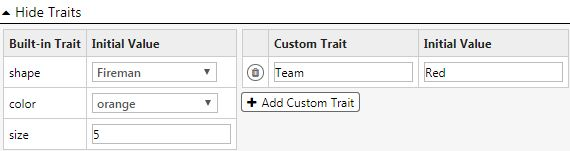 Hide Traits
Built-in Trait Initial Value Custom Trait Initial Value
shape Fireman Team Red
color orange + Add Custom Trait
size 5